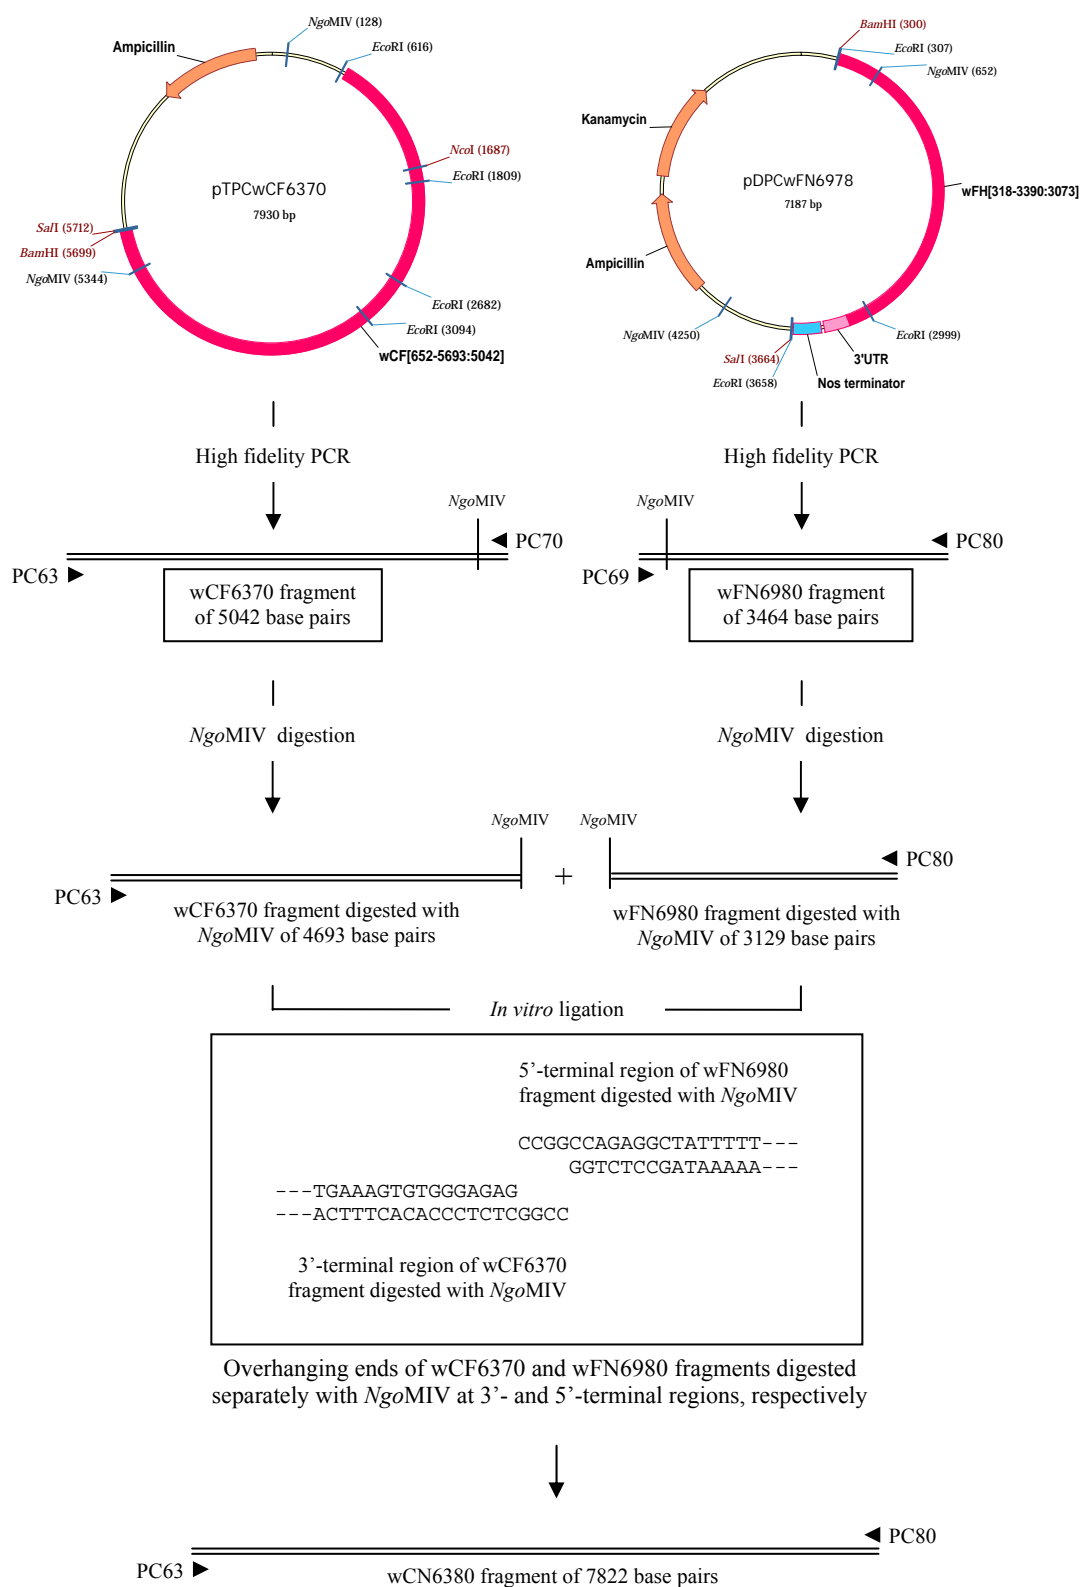 NgoMIV (128)
Ampicillin
EcoRI (616)
NcoI (1687)
EcoRI (1809)
pTPCwCF6370
7930 bp
SalI (5712)
BamHI (5699)
NgoMIV (5344)
EcoRI (2682)
EcoRI (3094)
wCF[652-5693:5042]
BamHI (300)
EcoRI (307)
NgoMIV (652)
Kanamycin
pDPCwFN6978
7187 bp
wFH[318-3390:3073]
Ampicillin
NgoMIV (4250)
EcoRI (2999)
SalI (3664)
3'UTR
EcoRI (3658)
Nos terminator
High fidelity PCR
High fidelity PCR
NgoMIV
PC70
PC63
wCF6370 fragment
of 5042 base pairs
NgoMIV
PC80
PC69
wFN6980 fragment
of 3464 base pairs
NgoMIV digestion
NgoMIV digestion
NgoMIV
NgoMIV
PC80
PC63
+
wCF6370 fragment digested with
NgoMIV of 4693 base pairs
wFN6980 fragment digested with
NgoMIV of 3129 base pairs
In vitro ligation
5’-terminal region of wFN6980
fragment digested with NgoMIV
CCGGCCAGAGGCTATTTTT---
GGTCTCCGATAAAAA---
---TGAAAGTGTGGGAGAG
---ACTTTCACACCCTCTCGGCC
3’-terminal region of wCF6370
fragment digested with NgoMIV
Overhanging ends of wCF6370 and wFN6980 fragments digested
separately with NgoMIV at 3’- and 5’-terminal regions, respectively
PC80
PC63
wCN6380 fragment of 7822 base pairs